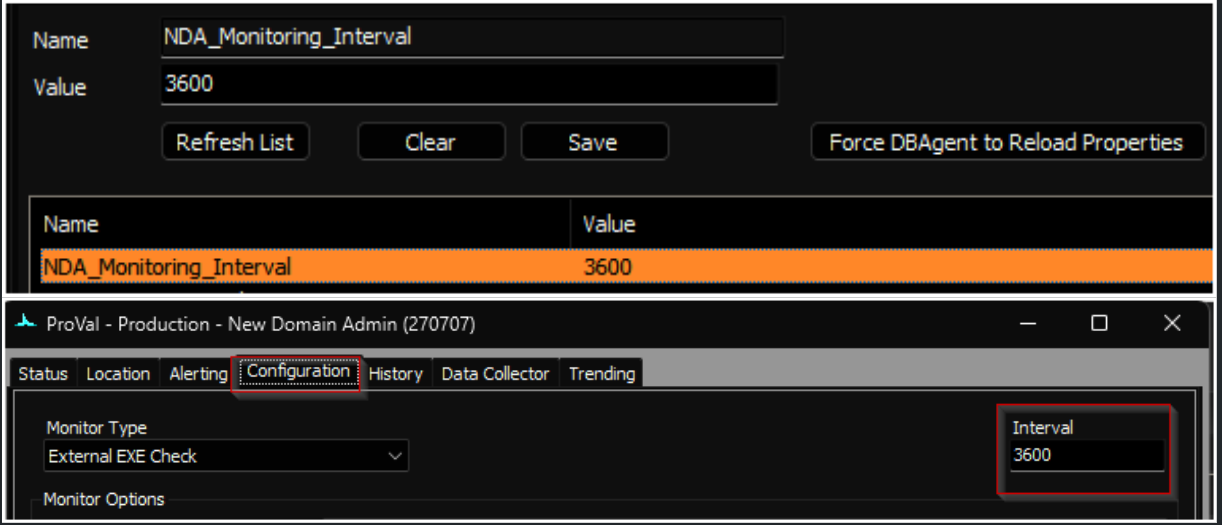 Name NDA_Monitoring_Interval
Value 3600
Refresh List Clear Save Force DBAgent to Reload Properties
Name Value
NDA_Monitoring_Interval 3600
ProVal - Production - New Domain Admin (270707)
Status Location Alerting Configuration History Data Collector Trending
Monitor Type Interval
External EXE Check 3600
Monitor Options